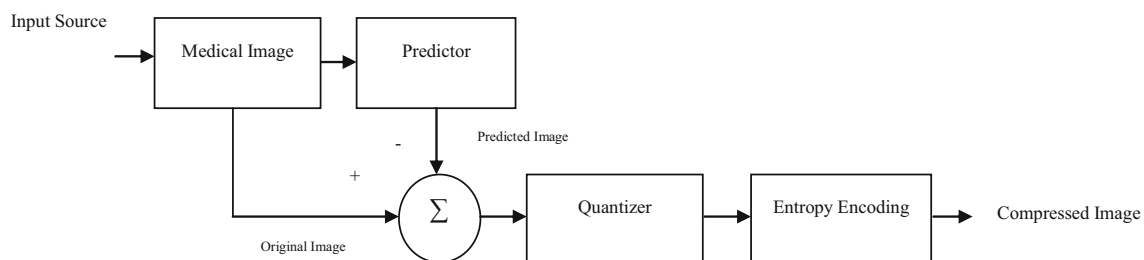 Input Source
Medical Image
Predictor
-
Predicted Image
+
∑
Quantizer
Entropy Encoding
Compressed Image
Original Image